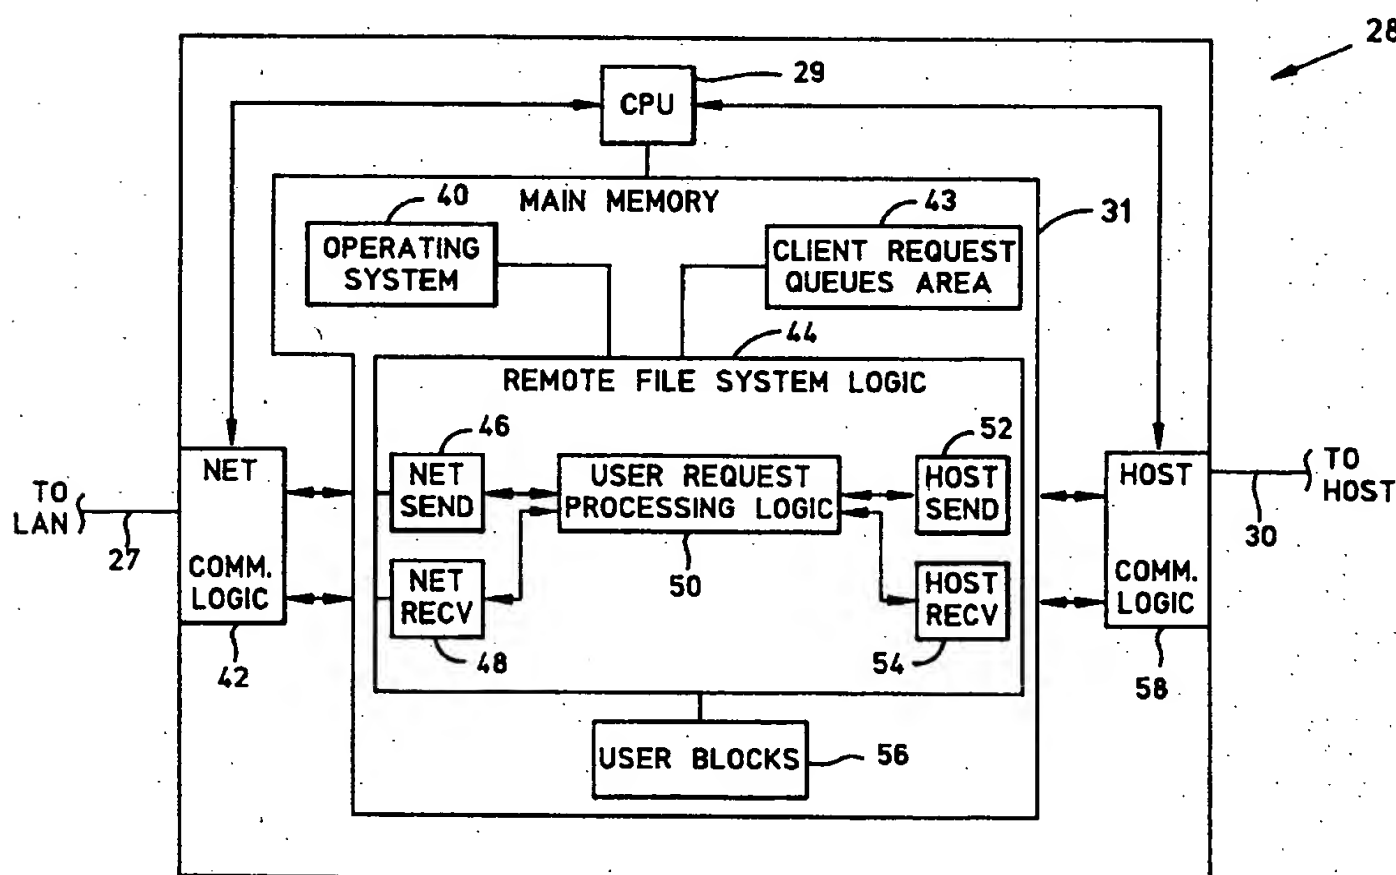 28
29
CPU
MAIN MEMORY
40
43
31
OPERATING
SYSTEM
CLIENT REQUEST
QUEUES AREA
44
REMOTE FILE SYSTEM LOGIC
46
52
NET
COMM.
LOGIC
42
TO
LAN
27
NET
SEND
USER REQUEST
PROCESSING LOGIC
50
HOST
SEND
NET
RECV
48
HOST
RECV
54
HOST
COMM.
LOGIC
58
TO
HOST
30
USER BLOCKS
56